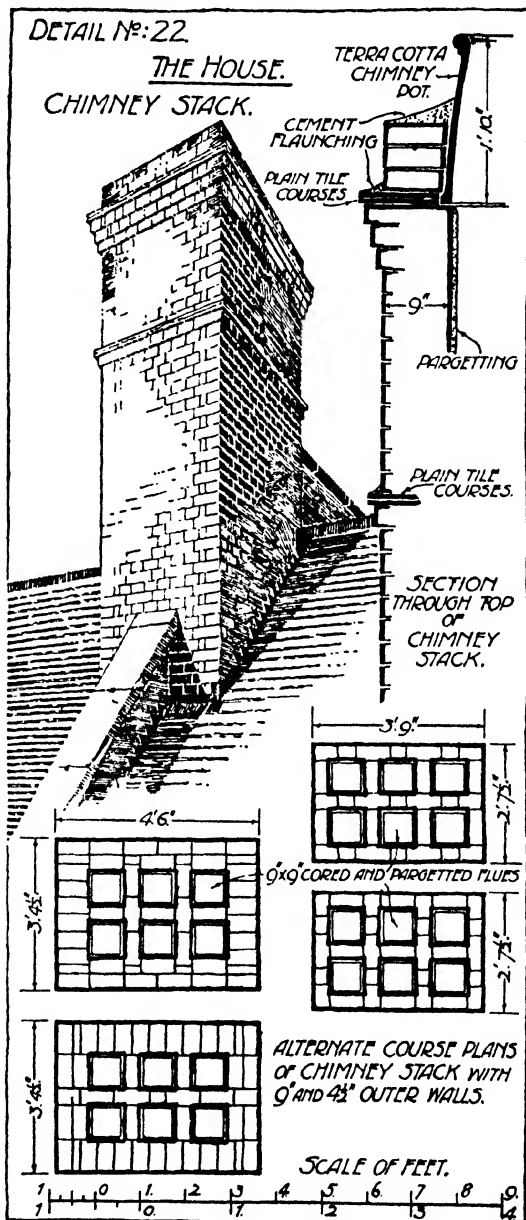 DETAIL Nº: 22
THE HOUSE.
CHIMNEY STACK.
TERRA COTTA
CHIMNEY
POT.
CEMENT
FLAUNCHING
PLAIN TILE
COURSES
1'.10"
9"
PARGETTING
PLAIN TILE
COURSES.
SECTION
THROUGH TOP
OF
CHIMNEY
STACK.
3'.9"
2'.7½"
4'.6"
3'.4½"
9"x9" CORED AND PARGETTED FLUES
2'.7½"
3'.4½"
ALTERNATE COURSE PLANS
OF CHIMNEY STACK WITH
9" AND 4½" OUTER WALLS.
SCALE OF FEET.
1 0 1. 2. 3 4 5. 6. 7. 8 9.
1 0. 1. 2 3 4.